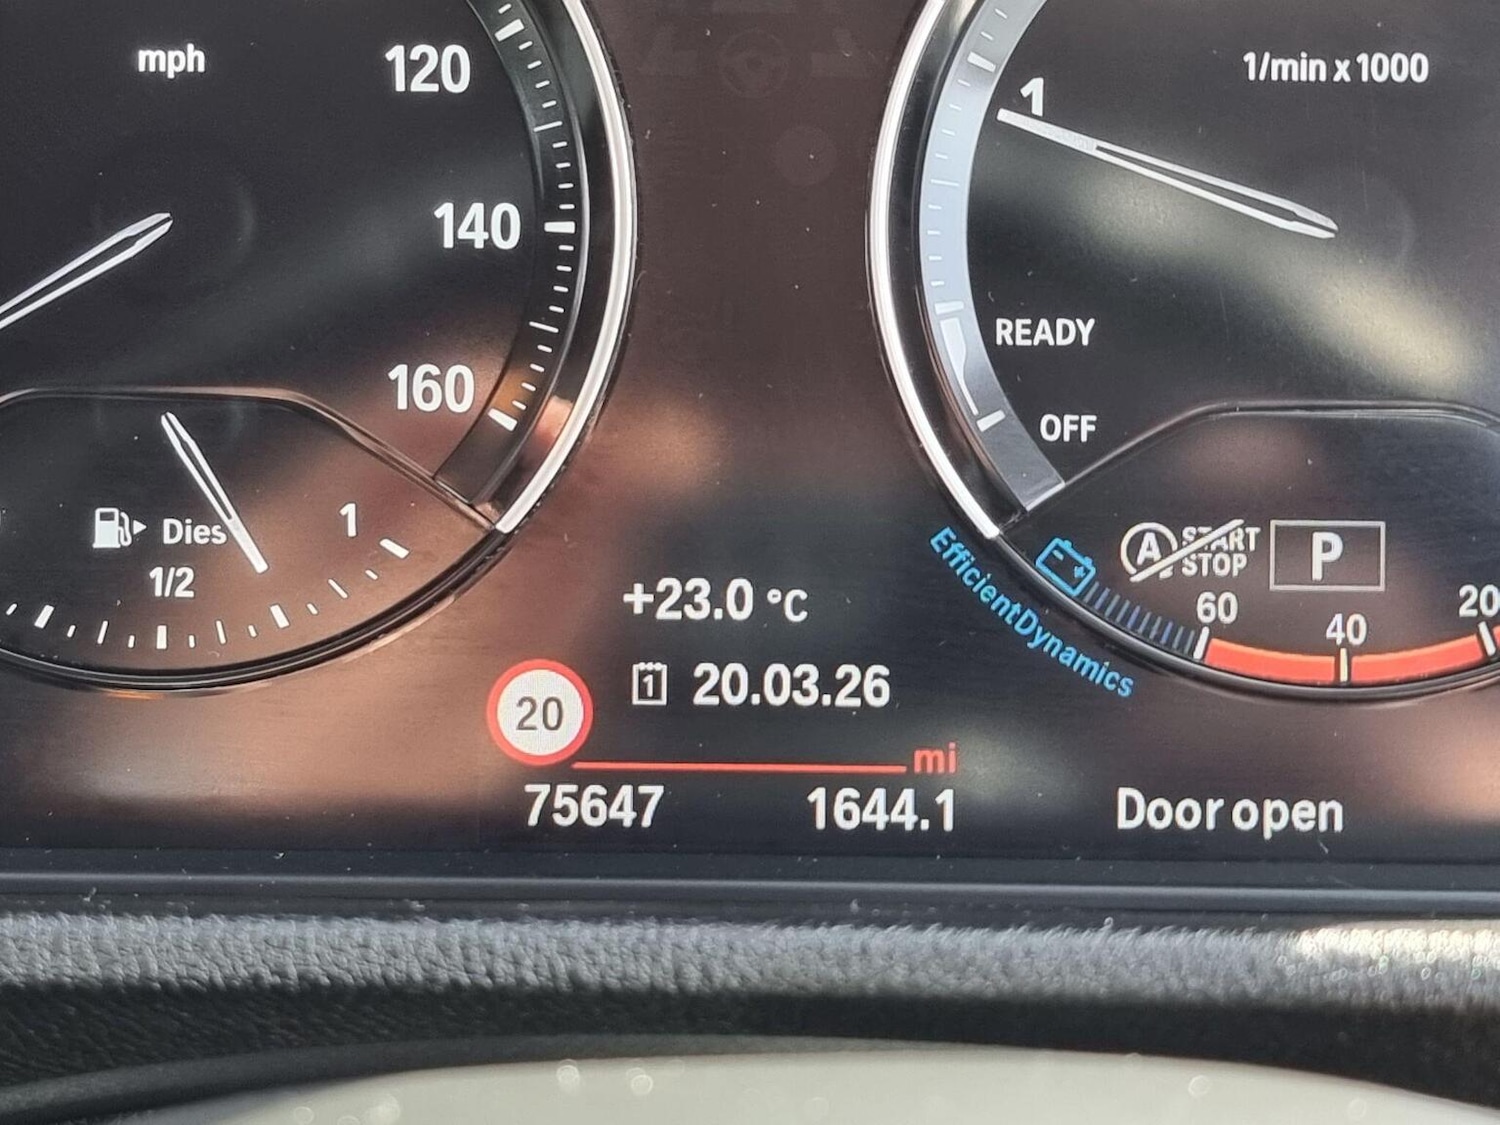 mph
120
140
160
Dies
1/2
1
1/min x 1000
1
READY
OFF
A
START
STOP
P
60
40
20
EfficientDynamics
+23.0 °C
1
20.03.26
20
mi
75647
1644.1
Door open